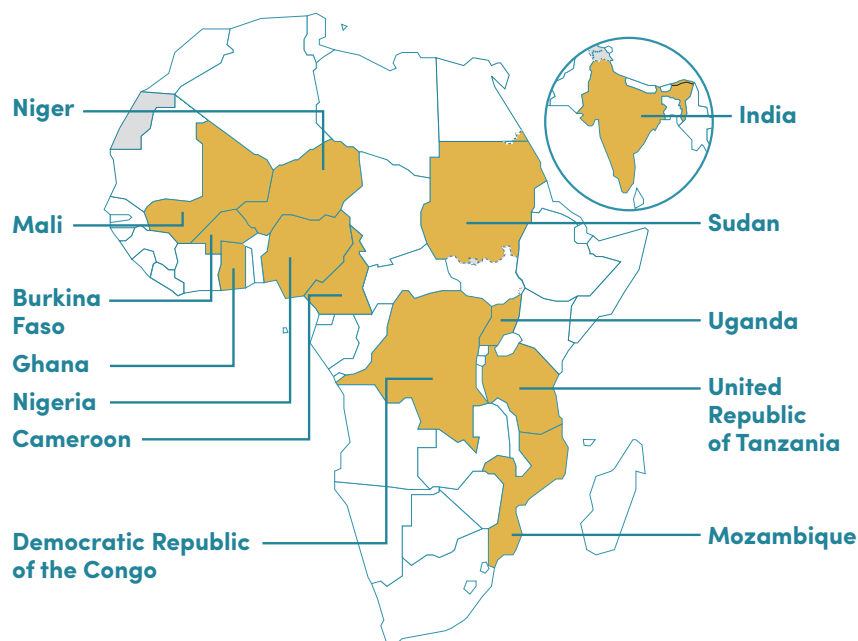 Niger
India
Mali
Sudan
Burkina
Faso
Uganda
Ghana
Nigeria
United
Republic
of Tanzania
Cameroon
Democratic Republic
of the Congo
Mozambique